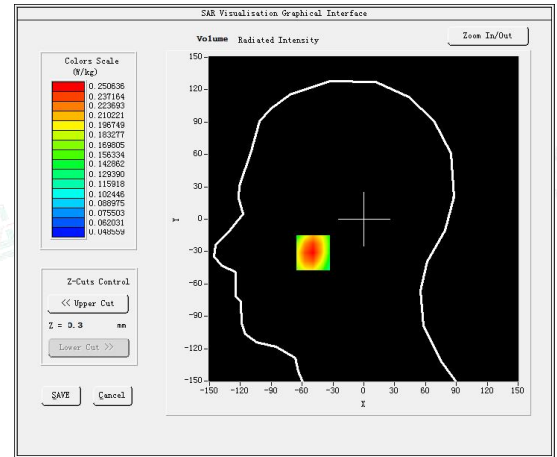 SAR Visualisation Graphical Interface
Volume Radiated Intensity
Zoom In/Out
Colors Scale
(W/kg)
0.250636
0.237164
0.223693
0.210221
0.196749
0.183277
0.169805
0.156334
0.142862
0.129390
0.115918
0.102446
0.088975
0.075503
0.062031
0.048559
Z-Cuts Control
<< Upper Cut
Z = 0.3 mm
Lower Cut >>
SAVE Cancel
150
120
90
60
30
0
-30
-60
-90
-120
-150
Y
-150 -120 -90 -60 -30 0 30 60 90 120 150
X